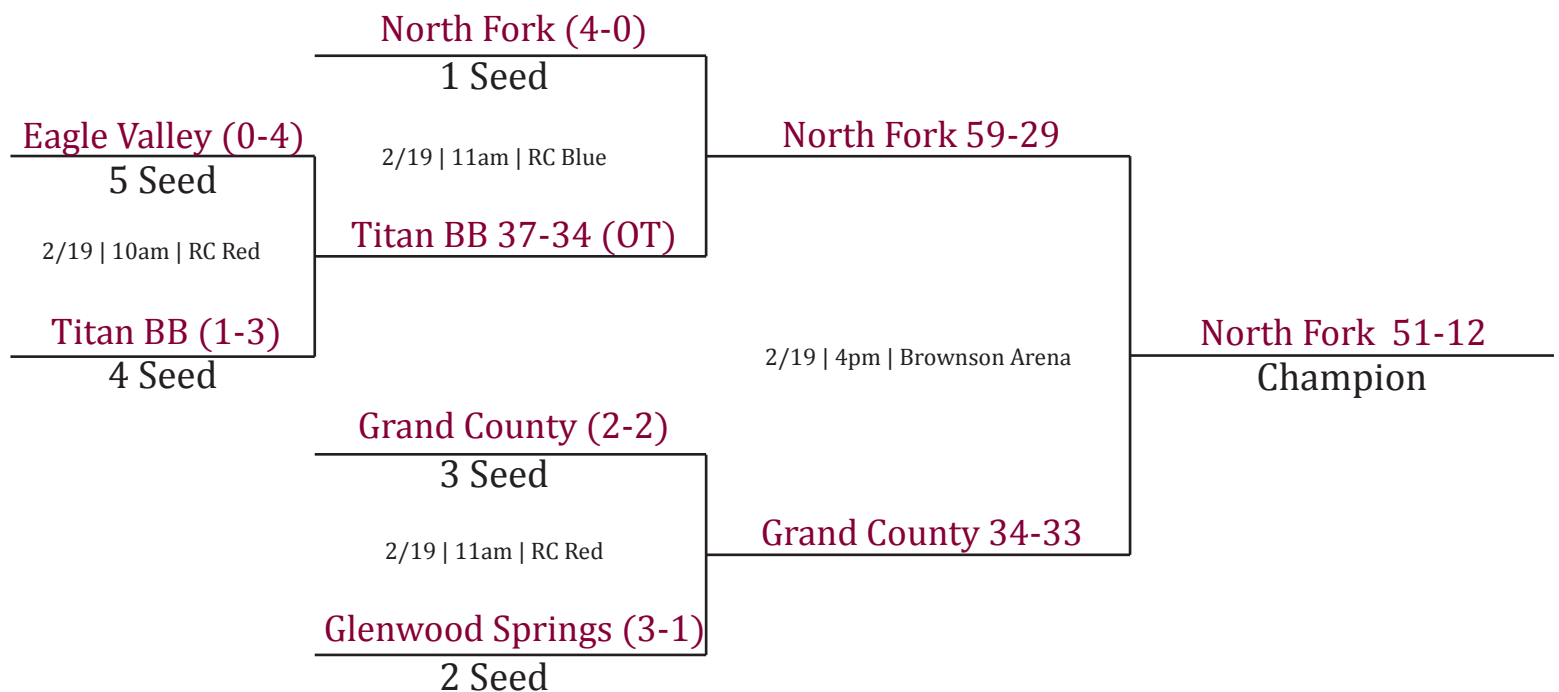 North Fork (4-0)
1 Seed
Eagle Valley (0-4)
5 Seed
2/19 | 11am | RC Blue
North Fork 59-29
2/19 | 10am | RC Red
Titan BB 37-34 (OT)
Titan BB (1-3)
4 Seed
2/19 | 4pm | Brownson Arena
North Fork  51-12
Champion
Grand County (2-2)
3 Seed
2/19 | 11am | RC Red
Grand County 34-33
Glenwood Springs (3-1)
2 Seed